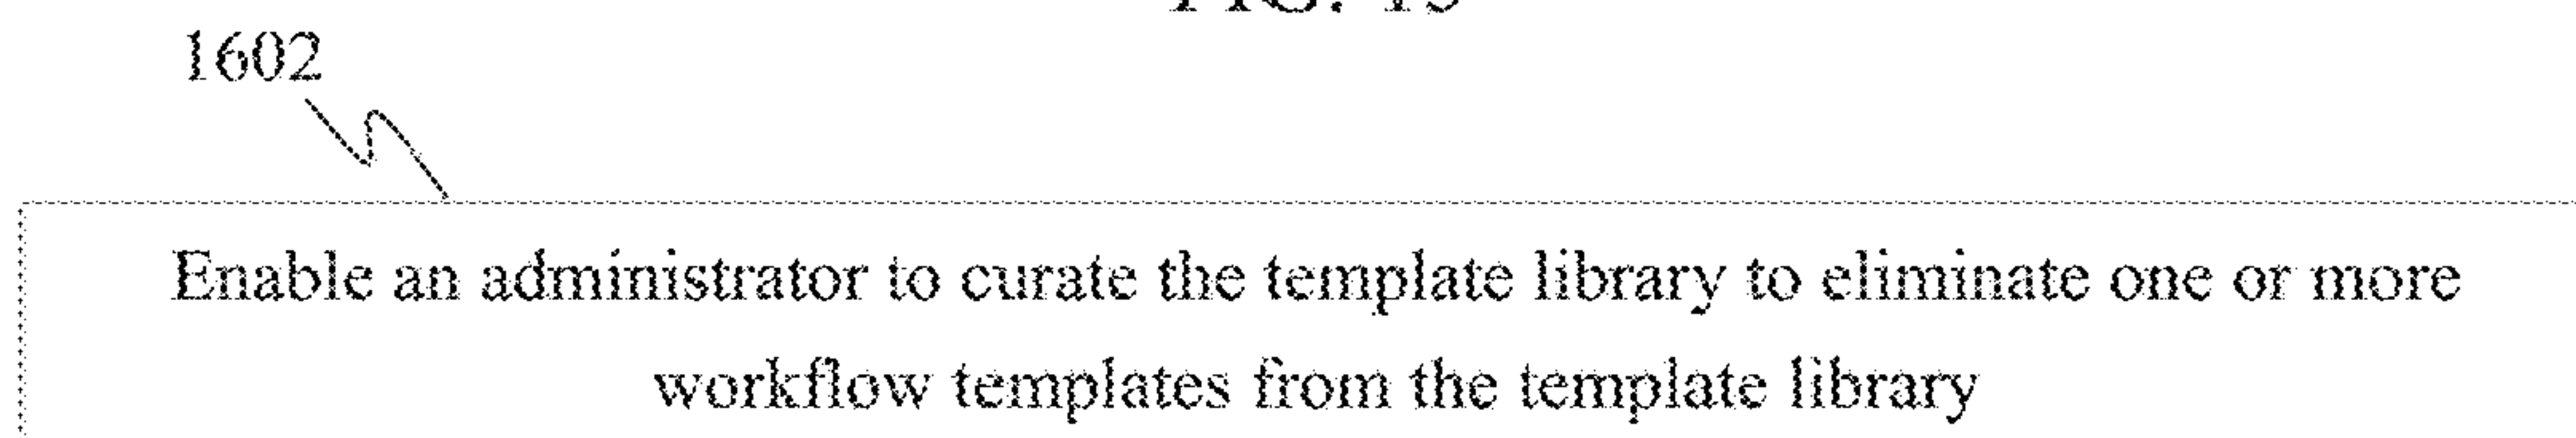 1602
Enable an administrator to curate the template library to eliminate one or more
workflow templates from the template library